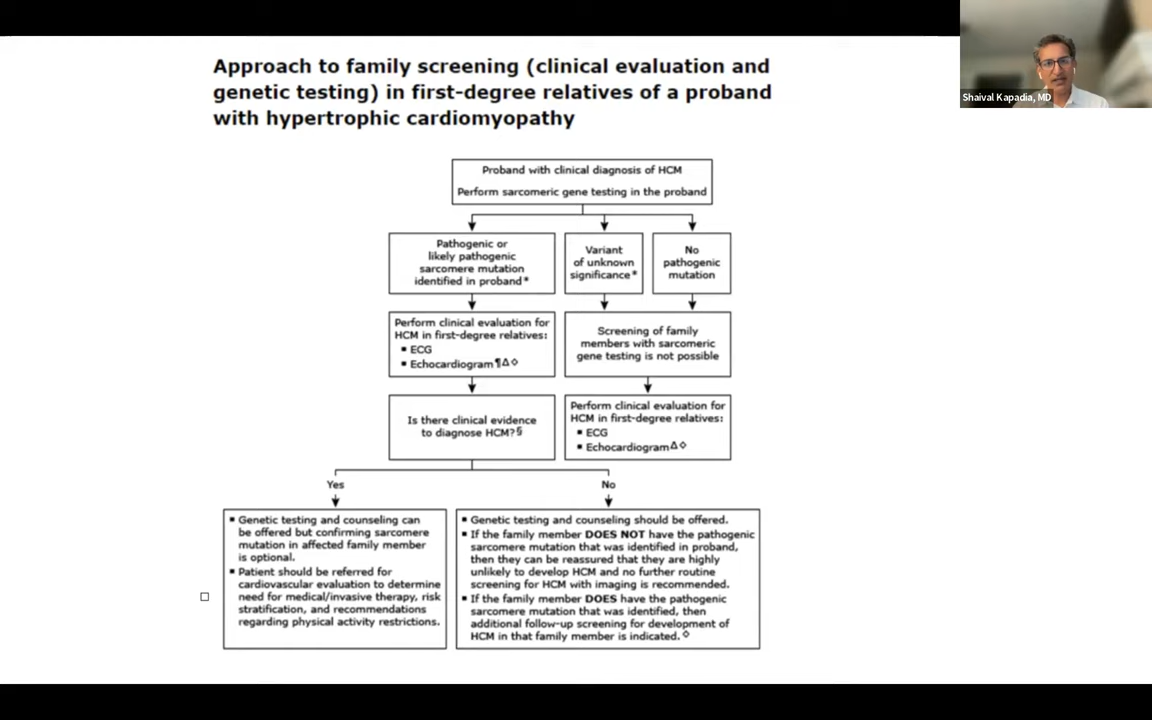 Approach to family screening (clinical evaluation and
genetic testing) in first-degree relatives of a proband
with hypertrophic cardiomyopathy
Shaival Kapadia, MD
Proband with clinical diagnosis of HCM
Perform sarcomeric gene testing in the proband
Pathogenic or
likely pathogenic
sarcomere mutation
identified in proband*
Variant
of unknown
significance*
No
pathogenic
mutation
Perform clinical evaluation for
HCM in first-degree relatives:
▪ ECG
▪ Echocardiogram¶Δ◊
Screening of family
members with sarcomeric
gene testing is not possible
Is there clinical evidence
to diagnose HCM?§
Perform clinical evaluation for
HCM in first-degree relatives:
▪ ECG
▪ EchocardiogramΔ◊
Yes
No
▪ Genetic testing and counseling can
be offered but confirming sarcomere
mutation in affected family member
is optional.
▪ Patient should be referred for
cardiovascular evaluation to determine
need for medical/invasive therapy, risk
stratification, and recommendations
regarding physical activity restrictions.
▪ Genetic testing and counseling should be offered.
▪ If the family member DOES NOT have the pathogenic
sarcomere mutation that was identified in proband,
then they can be reassured that they are highly
unlikely to develop HCM and no further routine
screening for HCM with imaging is recommended.
▪ If the family member DOES have the pathogenic
sarcomere mutation that was identified, then
additional follow-up screening for development of
HCM in that family member is indicated.◊